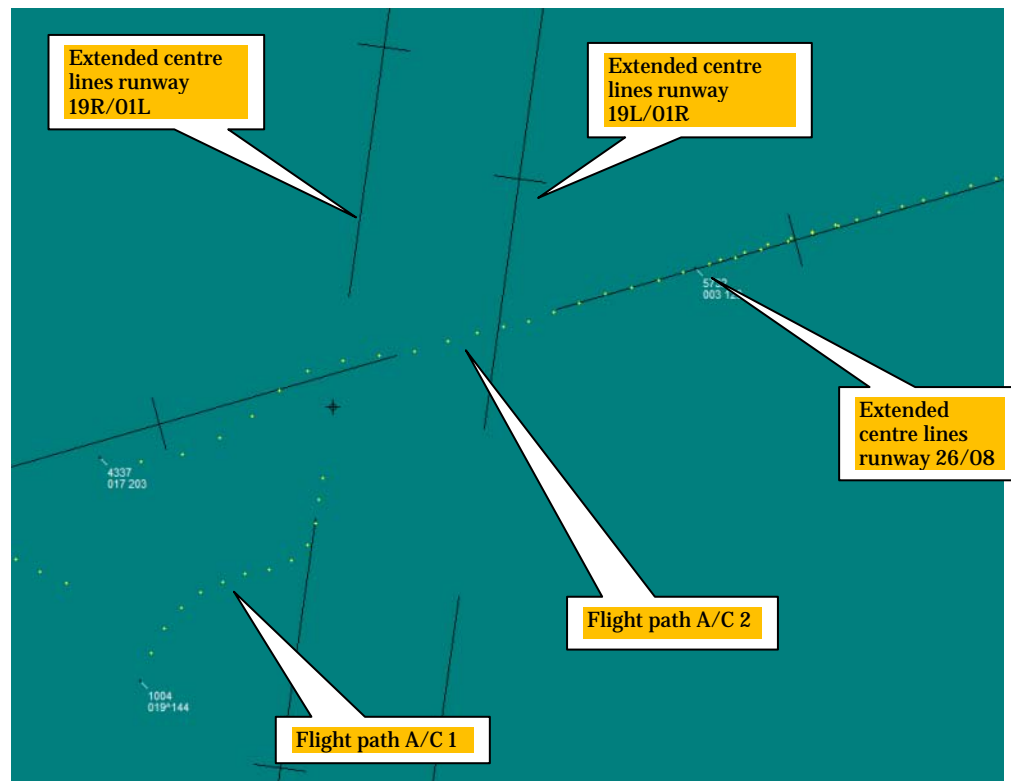 Extended centre
lines runway
19R/01L
Extended centre
lines runway
19L/01R
003
Extended
centre lines
runway 26/08
4337
017 203
Flight path A/C 2
1004
019^144
Flight path A/C 1